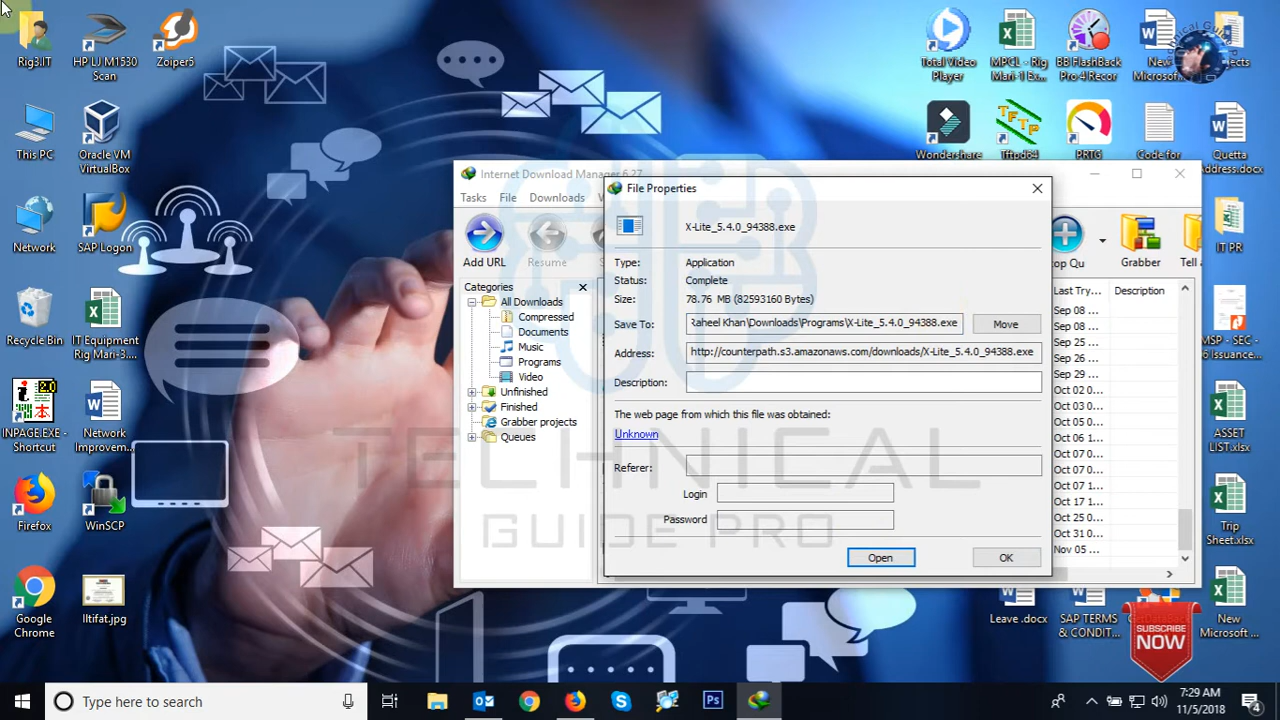 Rig3.IT
HP LJ M1530
Scan
Zoiper5
This PC
Oracle VM
VirtualBox
Network
SAP Logon
Recycle Bin
IT Equipment
Rig Mari-3....
INPAGE.EXE -
Shortcut
Network
Improvem...
Firefox
WinSCP
Google
Chrome
Iltifat.jpg
Total Video
Player
MPCL - Rig
Mari-1 Ex...
BB FlashBack
Pro 4 Recor
New
Microsoft...
Wondershare
Tftpd64
PRTG
Code for
Quetta
Address.docx
IT PR
MSP - SEC -
ASSET
LIST.xlsx
Trip
Sheet.xlsx
Leave .docx
SAP TERMS
& CONDIT...
New
Microsoft ...
Internet Download Manager 6.27
Tasks File Downloads
Add URL
Resume
Grabber
Tell a
Categories
All Downloads
Compressed
Documents
Music
Programs
Video
Unfinished
Finished
Grabber projects
Queues
Last Try...
Description
Sep 08 ...
Sep 08 ...
Sep 25 ...
Sep 26 ...
Sep 29 ...
Oct 02 0...
Oct 03 0...
Oct 05 0...
Oct 06 1...
Oct 07 0...
Oct 07 0...
Oct 07 1...
Oct 17 1...
Oct 25 0...
Oct 31 0...
Nov 05 ...
File Properties
X-Lite_5.4.0_94388.exe
Type: Application
Status: Complete
Size: 78.76 MB (82593160 Bytes)
Save To: Raheel Khan\Downloads\Programs\X-Lite_5.4.0_94388.exe Move
Address: http://counterpath.s3.amazonaws.com/downloads/X-Lite_5.4.0_94388.exe
Description:
The web page from which this file was obtained:
Unknown
Referer:
Login
Password
Open OK
TECHNICAL
GUIDE PRO
SUBSCRIBE
NOW
Type here to search
7:29 AM
11/5/2018
4